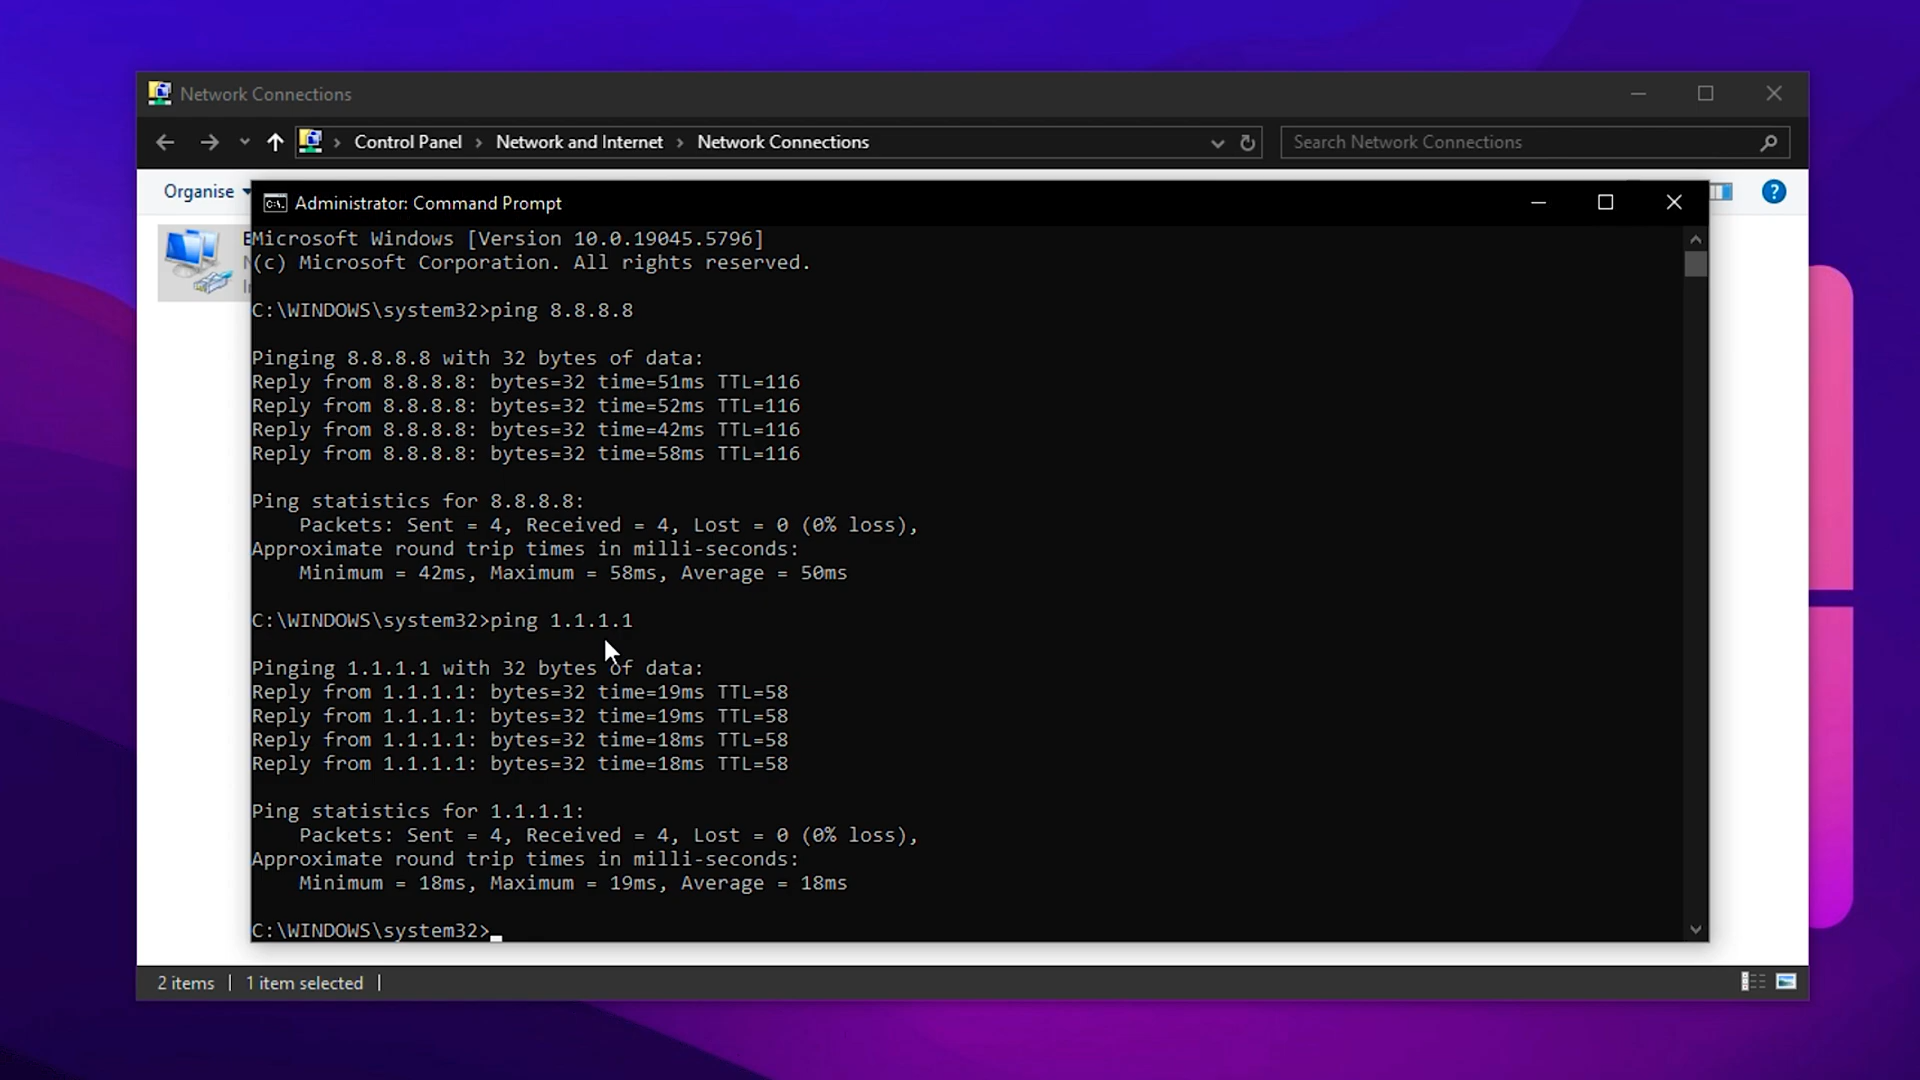 Network Connections
Control Panel > Network and Internet > Network Connections
Search Network Connections
Organise
Administrator: Command Prompt
Microsoft Windows [Version 10.0.19045.5796]
(c) Microsoft Corporation. All rights reserved.
C:\WINDOWS\system32>ping 8.8.8.8
Pinging 8.8.8.8 with 32 bytes of data:
Reply from 8.8.8.8: bytes=32 time=51ms TTL=116
Reply from 8.8.8.8: bytes=32 time=52ms TTL=116
Reply from 8.8.8.8: bytes=32 time=42ms TTL=116
Reply from 8.8.8.8: bytes=32 time=58ms TTL=116
Ping statistics for 8.8.8.8:
Packets: Sent = 4, Received = 4, Lost = 0 (0% loss),
Approximate round trip times in milli-seconds:
Minimum = 42ms, Maximum = 58ms, Average = 50ms
C:\WINDOWS\system32>ping 1.1.1.1
Pinging 1.1.1.1 with 32 bytes of data:
Reply from 1.1.1.1: bytes=32 time=19ms TTL=58
Reply from 1.1.1.1: bytes=32 time=19ms TTL=58
Reply from 1.1.1.1: bytes=32 time=18ms TTL=58
Reply from 1.1.1.1: bytes=32 time=18ms TTL=58
Ping statistics for 1.1.1.1:
Packets: Sent = 4, Received = 4, Lost = 0 (0% loss),
Approximate round trip times in milli-seconds:
Minimum = 18ms, Maximum = 19ms, Average = 18ms
C:\WINDOWS\system32>
2 items | 1 item selected |